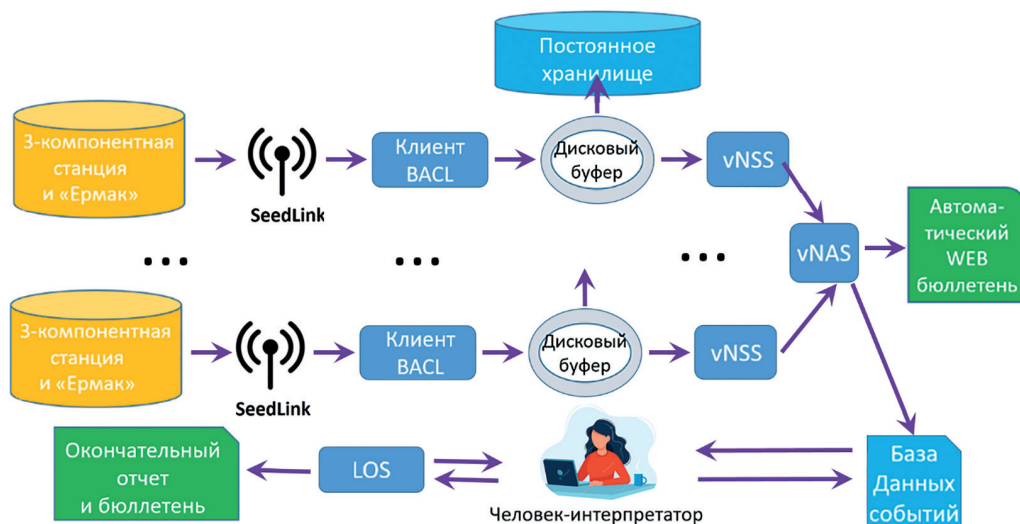 Постоянное
хранилище
3-компонентная
станция
и «Ермак»
SeedLink
Клиент
BACL
Дисковый
буфер
vNSS
vNAS
Автома-
тический
WEB
бюллетень
...
...
...
3-компонентная
станция
и «Ермак»
SeedLink
Клиент
BACL
Дисковый
буфер
vNSS
Окончательный
отчет
и бюллетень
LOS
Человек-интерпретатор
База
Данных
событий